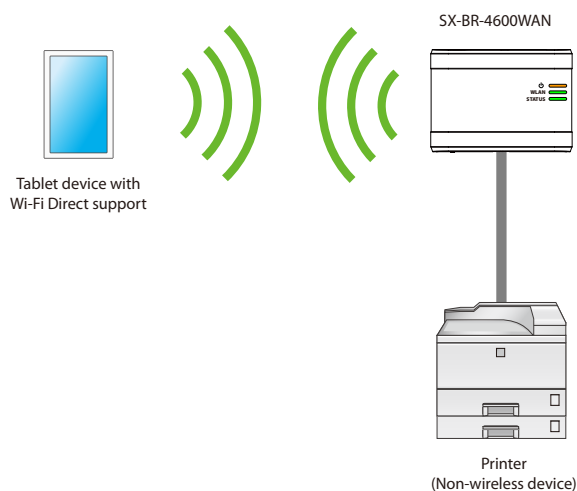 SX-BR-4600WAN
WLAN
STATUS
Tablet device with
Wi-Fi Direct support
Printer
(Non-wireless device)